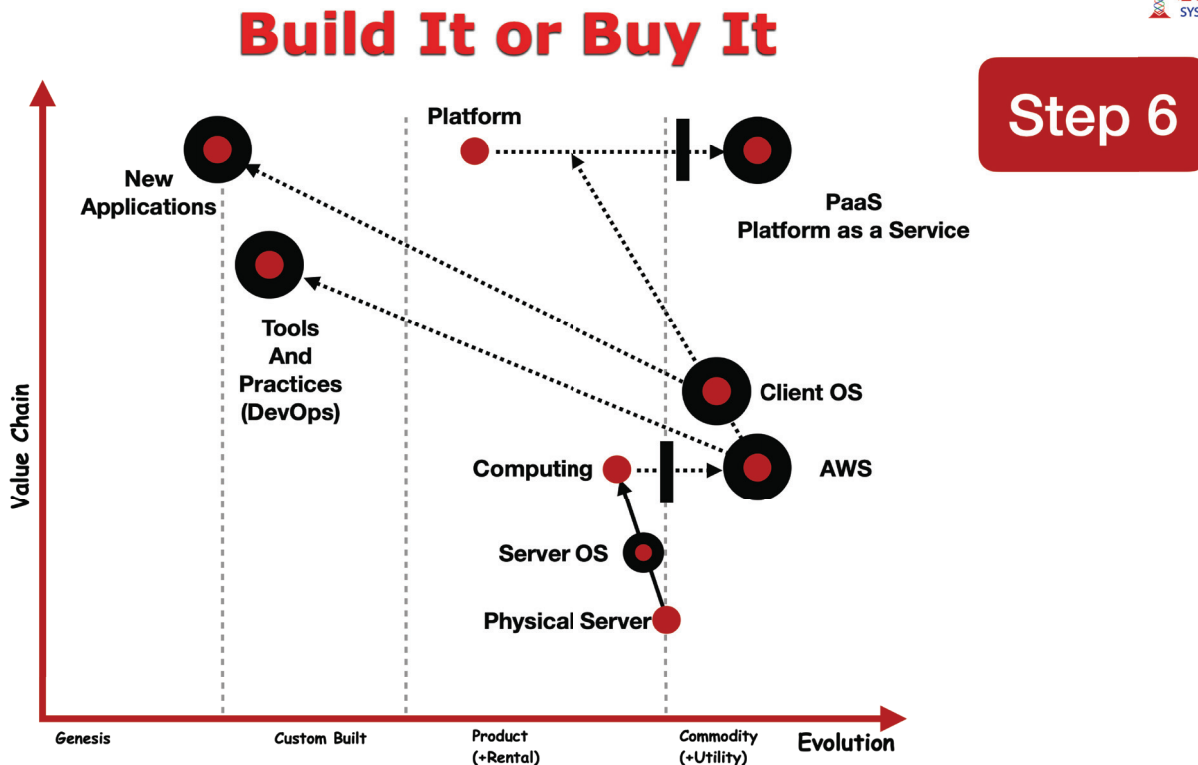 Build It or Buy It
SYS
Step 6
Platform
New
Applications
PaaS
Platform as a Service
Tools
And
Practices
(DevOps)
Client OS
Computing
AWS
Server OS
Physical Server
Value Chain
Genesis
Custom Built
Product
(+Rental)
Commodity
(+Utility)
Evolution